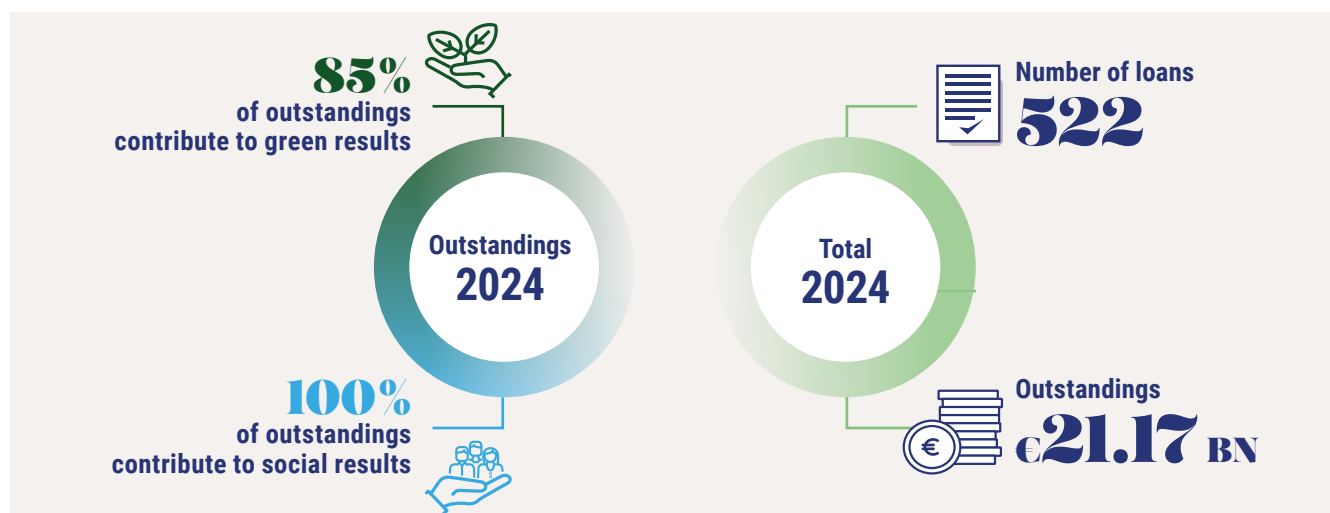 85%
of outstandings
contribute to green results
Outstandings
2024
100%
of outstandings
contribute to social results
Number of loans
522
Total
2024
Outstandings
€
€21.17 BN